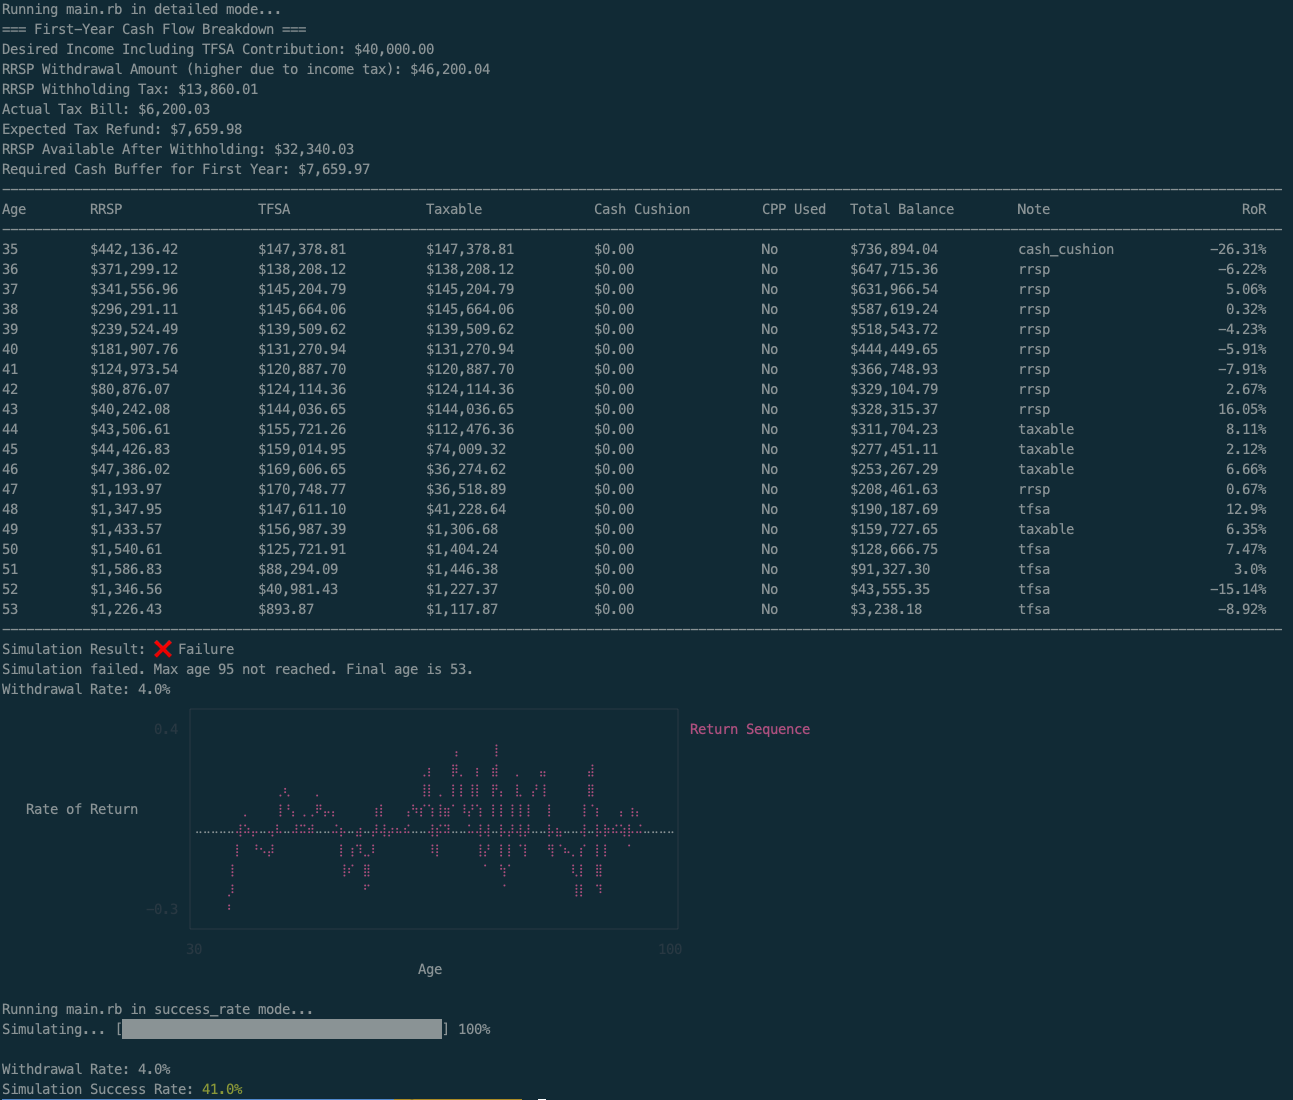 Running main.rb in detailed mode...
=== First-Year Cash Flow Breakdown ===
Desired Income Including TFSA Contribution: $40,000.00
RRSP Withdrawal Amount (higher due to income tax): $46,200.04
RRSP Withholding Tax: $13,860.01
Actual Tax Bill: $6,200.03
Expected Tax Refund: $7,659.98
RRSP Available After Withholding: $32,340.03
Required Cash Buffer for First Year: $7,659.97
Age RRSP TFSA Taxable Cash Cushion CPP Used Total Balance Note RoR
35 $442,136.42 $147,378.81 $147,378.81 $0.00 No $736,894.04 cash_cushion -26.31%
36 $371,299.12 $138,208.12 $138,208.12 $0.00 No $647,715.36 rrsp -6.22%
37 $341,556.96 $145,204.79 $145,204.79 $0.00 No $631,966.54 rrsp 5.06%
38 $296,291.11 $145,664.06 $145,664.06 $0.00 No $587,619.24 rrsp 0.32%
39 $239,524.49 $139,509.62 $139,509.62 $0.00 No $518,543.72 rrsp -4.23%
40 $181,907.76 $131,270.94 $131,270.94 $0.00 No $444,449.65 rrsp -5.91%
41 $124,973.54 $120,887.70 $120,887.70 $0.00 No $366,748.93 rrsp -7.91%
42 $80,876.07 $124,114.36 $124,114.36 $0.00 No $329,104.79 rrsp 2.67%
43 $40,242.08 $144,036.65 $144,036.65 $0.00 No $328,315.37 rrsp 16.05%
44 $43,506.61 $155,721.26 $112,476.36 $0.00 No $311,704.23 taxable 8.11%
45 $44,426.83 $159,014.95 $74,009.32 $0.00 No $277,451.11 taxable 2.12%
46 $47,386.02 $169,606.65 $36,274.62 $0.00 No $253,267.29 taxable 6.66%
47 $1,193.97 $170,748.77 $36,518.89 $0.00 No $208,461.63 rrsp 0.67%
48 $1,347.95 $147,611.10 $41,228.64 $0.00 No $190,187.69 tfsa 12.9%
49 $1,433.57 $156,987.39 $1,306.68 $0.00 No $159,727.65 taxable 6.35%
50 $1,540.61 $125,721.91 $1,404.24 $0.00 No $128,666.75 tfsa 7.47%
51 $1,586.83 $88,294.09 $1,446.38 $0.00 No $91,327.30 tfsa 3.0%
52 $1,346.56 $40,981.43 $1,227.37 $0.00 No $43,555.35 tfsa -15.14%
53 $1,226.43 $893.87 $1,117.87 $0.00 No $3,238.18 tfsa -8.92%
Simulation Result: ❌ Failure
Simulation failed. Max age 95 not reached. Final age is 53.
Withdrawal Rate: 4.0%
0.4
Return Sequence
Rate of Return
-0.3
30 100
Age
Running main.rb in success_rate mode...
Simulating... [ ] 100%
Withdrawal Rate: 4.0%
Simulation Success Rate: 41.0%